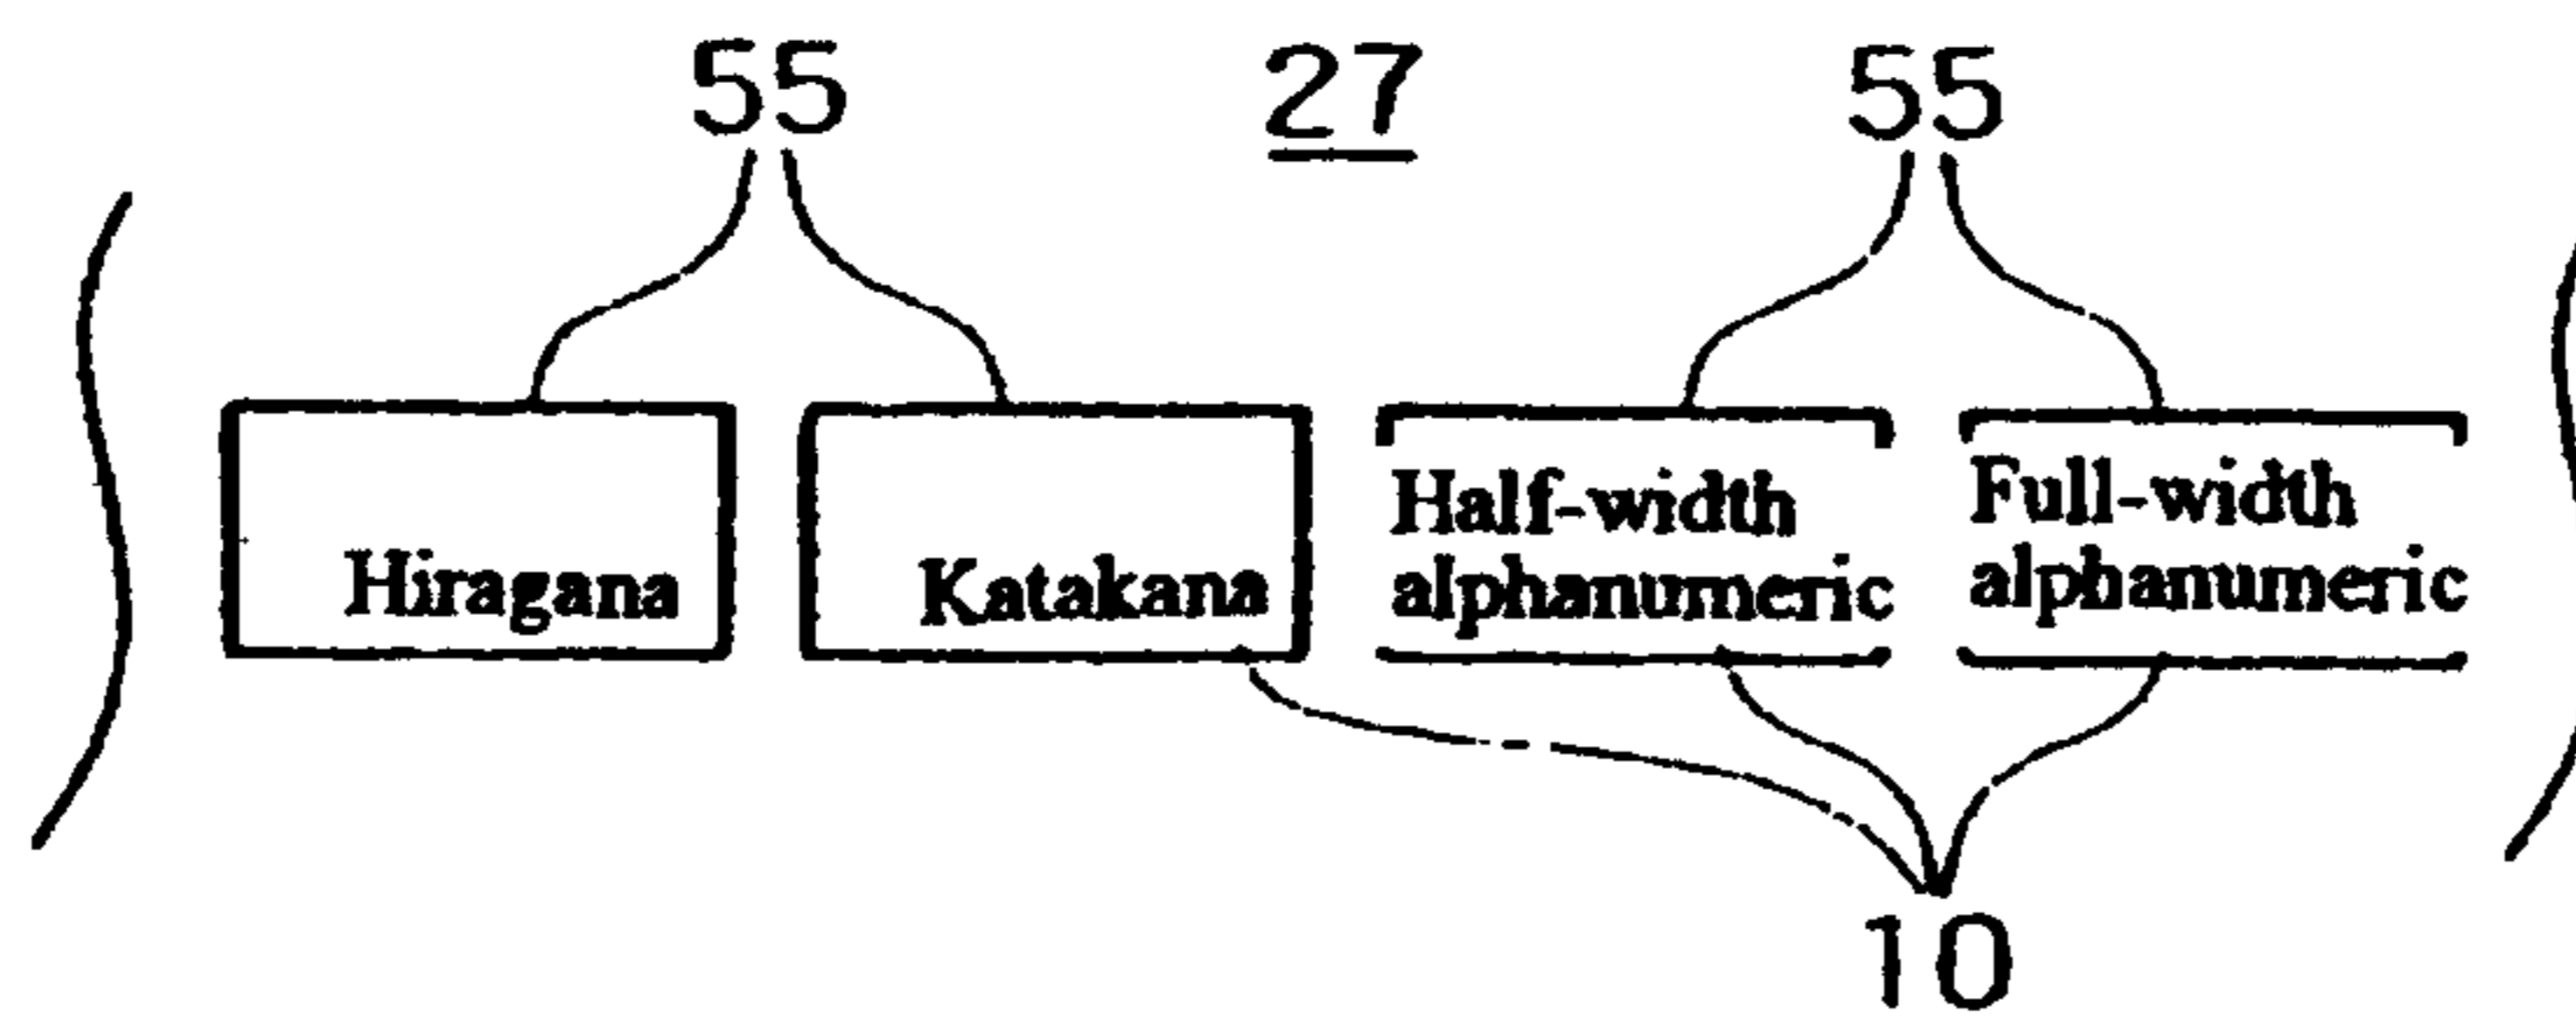 55 27 55
Hiragana
Katakana
Half-width
alphanumeric
Full-width
alphanumeric
10